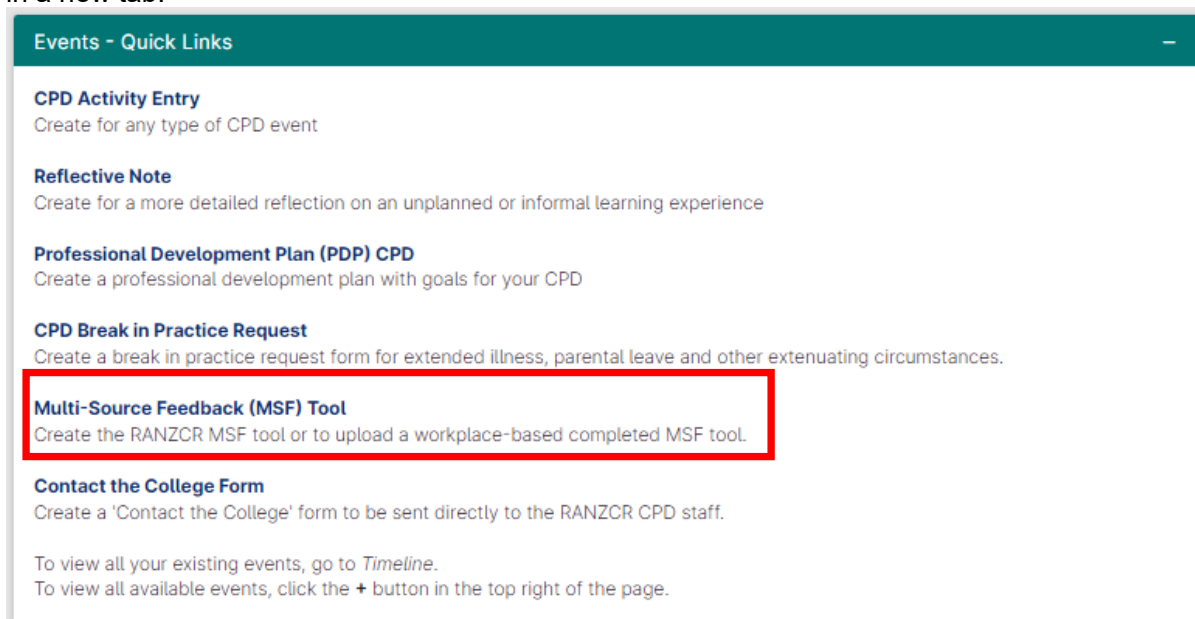 in a new tab.
Events - Quick Links
CPD Activity Entry
Create for any type of CPD event
Reflective Note
Create for a more detailed reflection on an unplanned or informal learning experience
Professional Development Plan (PDP) CPD
Create a professional development plan with goals for your CPD
CPD Break in Practice Request
Create a break in practice request form for extended illness, parental leave and other extenuating circumstances.
Multi-Source Feedback (MSF) Tool
Create the RANZCR MSF tool or to upload a workplace-based completed MSF tool.
Contact the College Form
Create a 'Contact the College' form to be sent directly to the RANZCR CPD staff.
To view all your existing events, go to Timeline.
To view all available events, click the + button in the top right of the page.